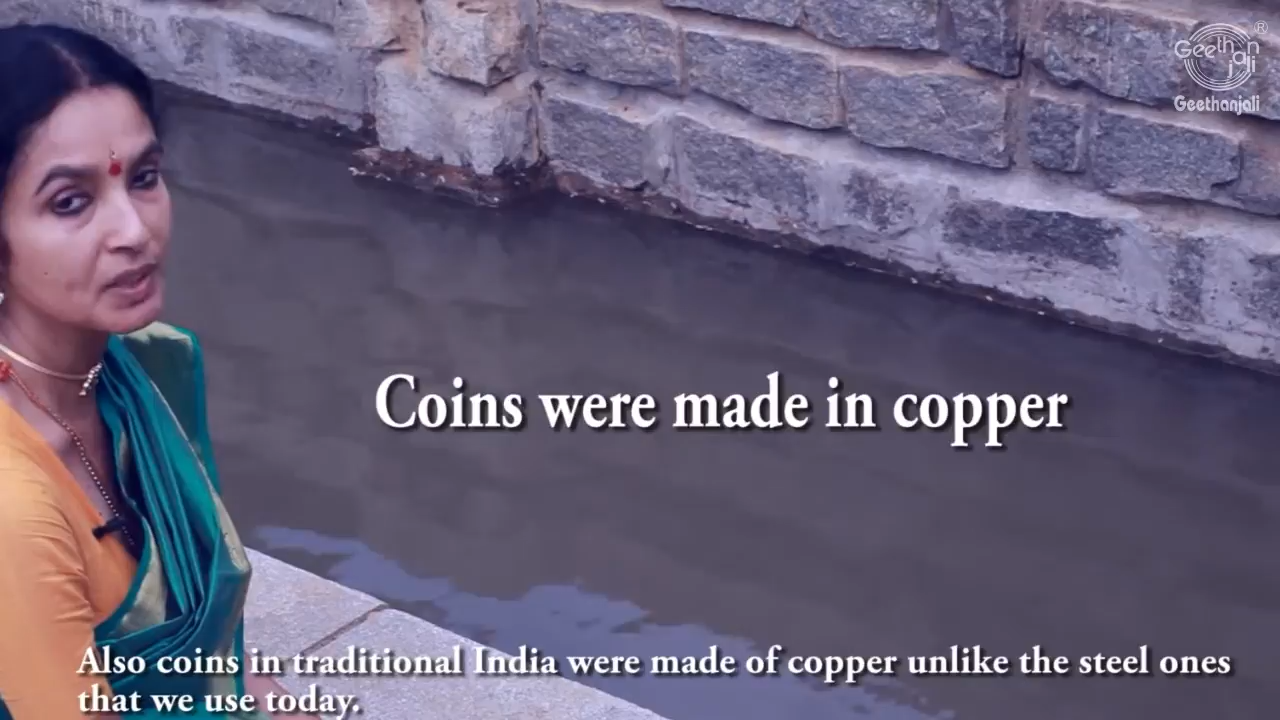 Geethanjali ®
Geethanjali
Coins were made in copper
Also coins in traditional India were made of copper unlike the steel ones
that we use today.